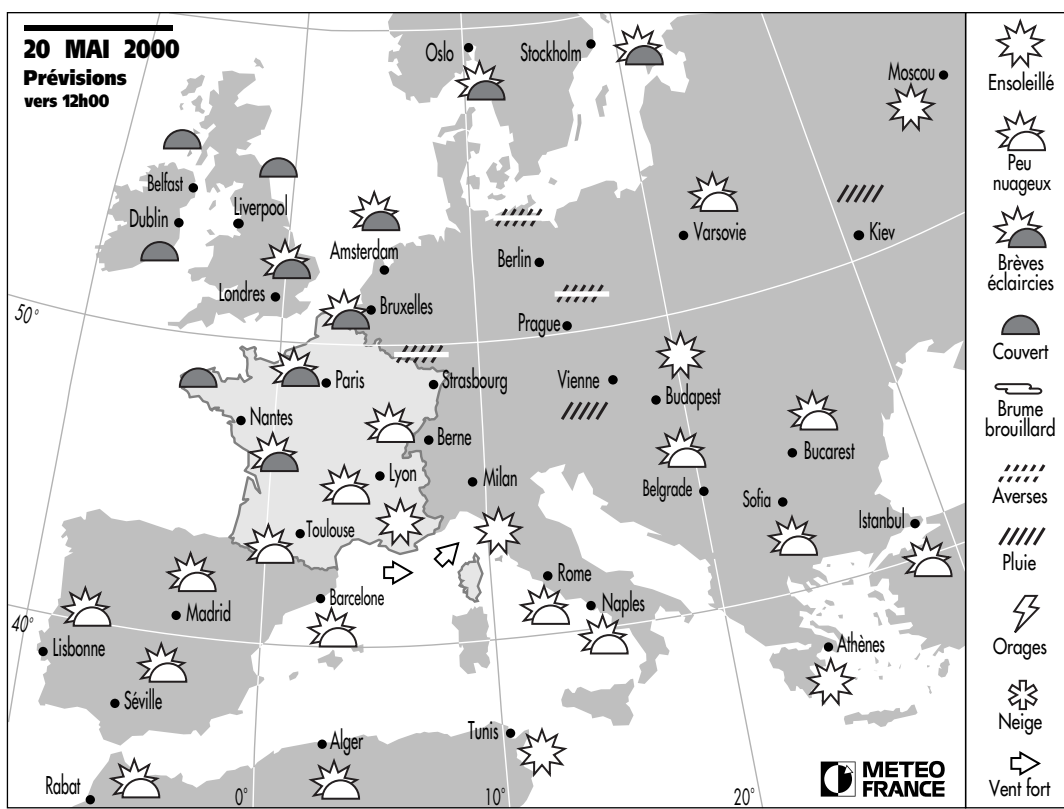 20 MAI 2000
Prévisions
vers 12h00
Oslo
Stockholm
Moscou
Belfast
Dublin
Liverpool
Amsterdam
Londres
Bruxelles
Berlin
Varsovie
Kiev
Prague
50°
Paris
Strasbourg
Vienne
Budapest
Nantes
Berne
Bucarest
Lyon
Milan
Belgrade
Sofia
Istanbul
Toulouse
Rome
Barcelone
Naples
Madrid
40°
Lisbonne
Athènes
Séville
Tunis
Alger
Rabat
0°
10°
20°
METEO
FRANCE
Ensoleillé
Peu
nuageux
Brèves
éclaircies
Couvert
Brume
brouillard
Averses
Pluie
Orages
Neige
Vent fort